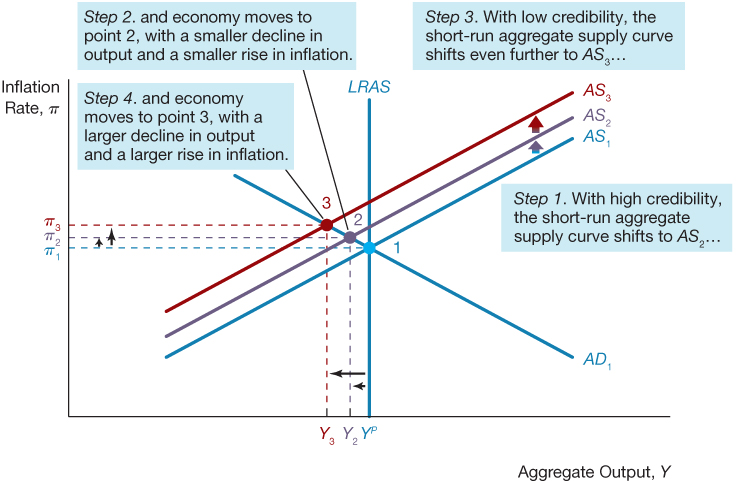 Step 2. and economy moves to
point 2, with a smaller decline in
output and a smaller rise in inflation.
Step 3. With low credibility, the
short-run aggregate supply curve
shifts even further to AS₃…
Inflation
Rate, π
LRAS
Step 4. and economy
moves to point 3, with a
larger decline in output
and a larger rise in inflation.
AS₃
AS₂
AS₁
Step 1. With high credibility,
the short-run aggregate
supply curve shifts to AS₂…
3
2
1
π₃
π₂
π₁
AD₁
Y₃ Y₂ Yᴾ
Aggregate Output, Y